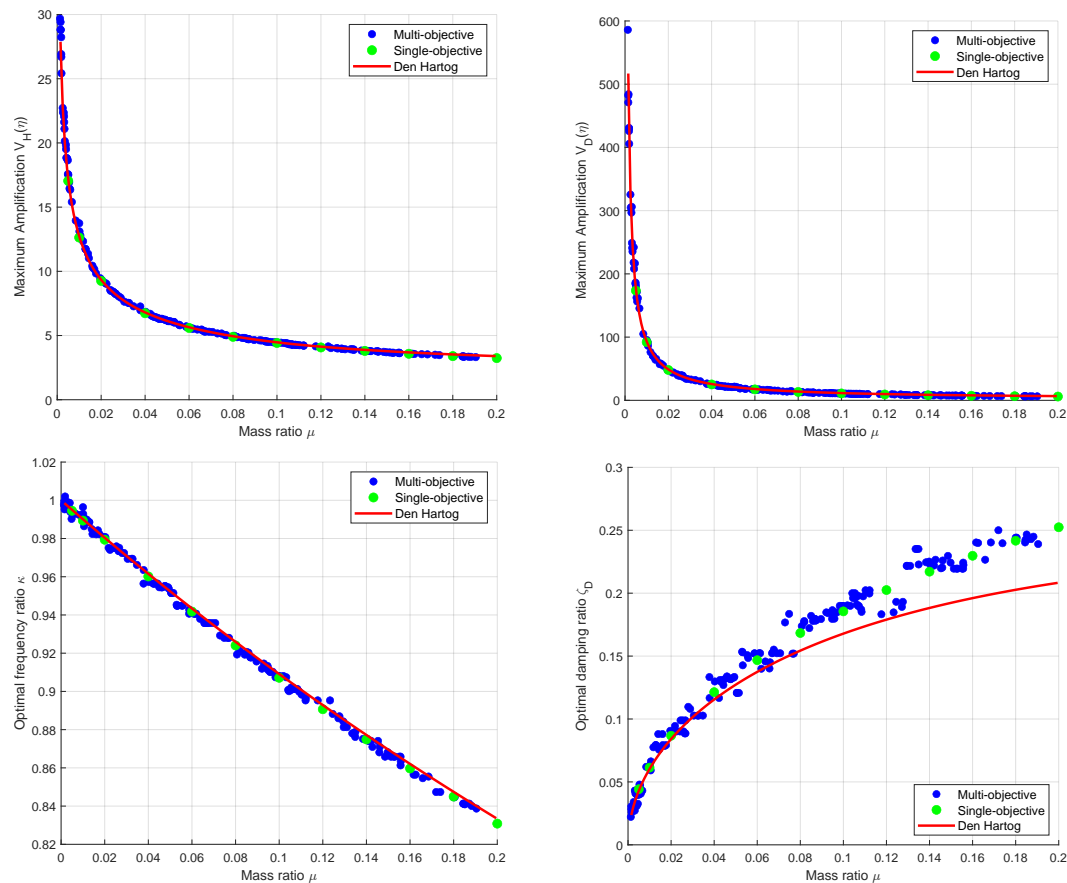 30
25
20
15
10
5
0
Maximum Amplification V_H(η)
Multi-objective
Single-objective
Den Hartog
0 0.02 0.04 0.06 0.08 0.1 0.12 0.14 0.16 0.18 0.2
Mass ratio μ
600
500
400
300
200
100
0
Maximum Amplification V_D(η)
Multi-objective
Single-objective
Den Hartog
0 0.02 0.04 0.06 0.08 0.1 0.12 0.14 0.16 0.18 0.2
Mass ratio μ
1.02
1
0.98
0.96
0.94
0.92
0.9
0.88
0.86
0.84
0.82
Optimal frequency ratio κ
Multi-objective
Single-objective
Den Hartog
0 0.02 0.04 0.06 0.08 0.1 0.12 0.14 0.16 0.18 0.2
Mass ratio μ
0.3
0.25
0.2
0.15
0.1
0.05
0
Optimal damping ratio ζ_D
Multi-objective
Single-objective
Den Hartog
0 0.02 0.04 0.06 0.08 0.1 0.12 0.14 0.16 0.18 0.2
Mass ratio μ